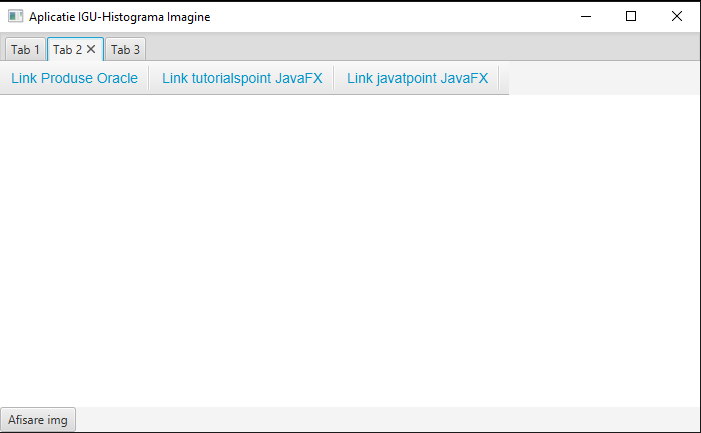 Aplicatie IGU-Histograma Imagine
Tab 1 Tab 2 Tab 3
Link Produse Oracle Link tutorialspoint JavaFX Link javatpoint JavaFX
Afisare img